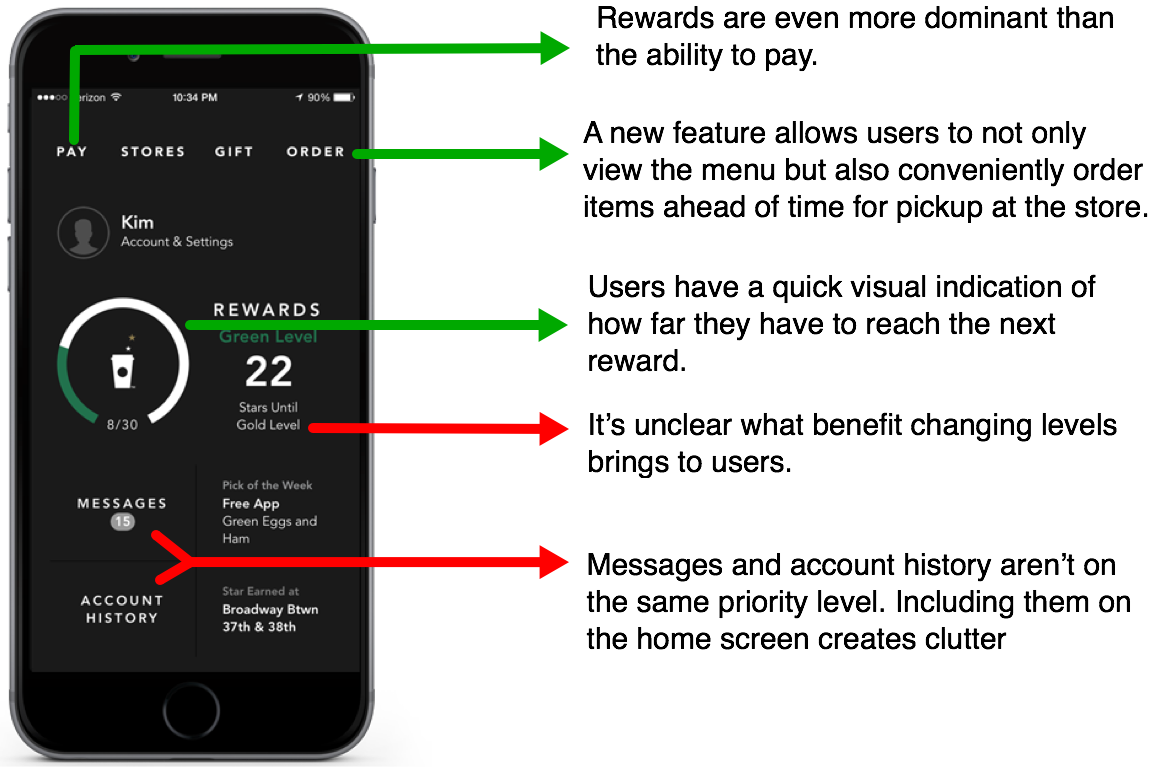 Rewards are even more dominant than
the ability to pay.
erizon
10:34 PM
90%
PAY
STORES
GIFT
ORDER
A new feature allows users to not only
view the menu but also conveniently order
items ahead of time for pickup at the store.
Kim
Account & Settings
REWARDS
Green Level
22
Stars Until
Gold Level
8/30
Users have a quick visual indication of
how far they have to reach the next
reward.
It’s unclear what benefit changing levels
brings to users.
MESSAGES
15
Pick of the Week
Free App
Green Eggs and
Ham
Messages and account history aren’t on
the same priority level. Including them on
the home screen creates clutter
ACCOUNT
HISTORY
Star Earned at
Broadway Btwn
37th & 38th